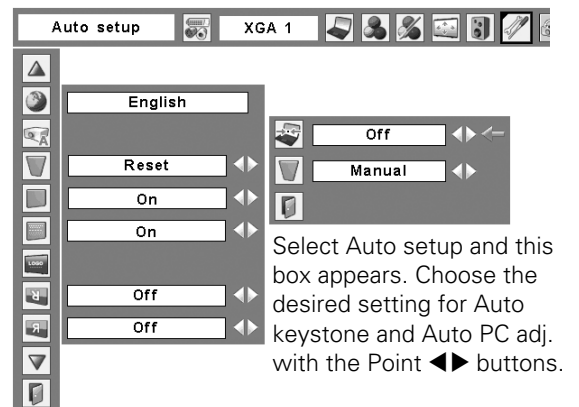 Auto setup
XGA 1
English
Off
Reset
Manual
On
On
Select Auto setup and this
box appears. Choose the
desired setting for Auto
keystone and Auto PC adj.
with the Point ◀▶ buttons.
LOGO
Off
Off